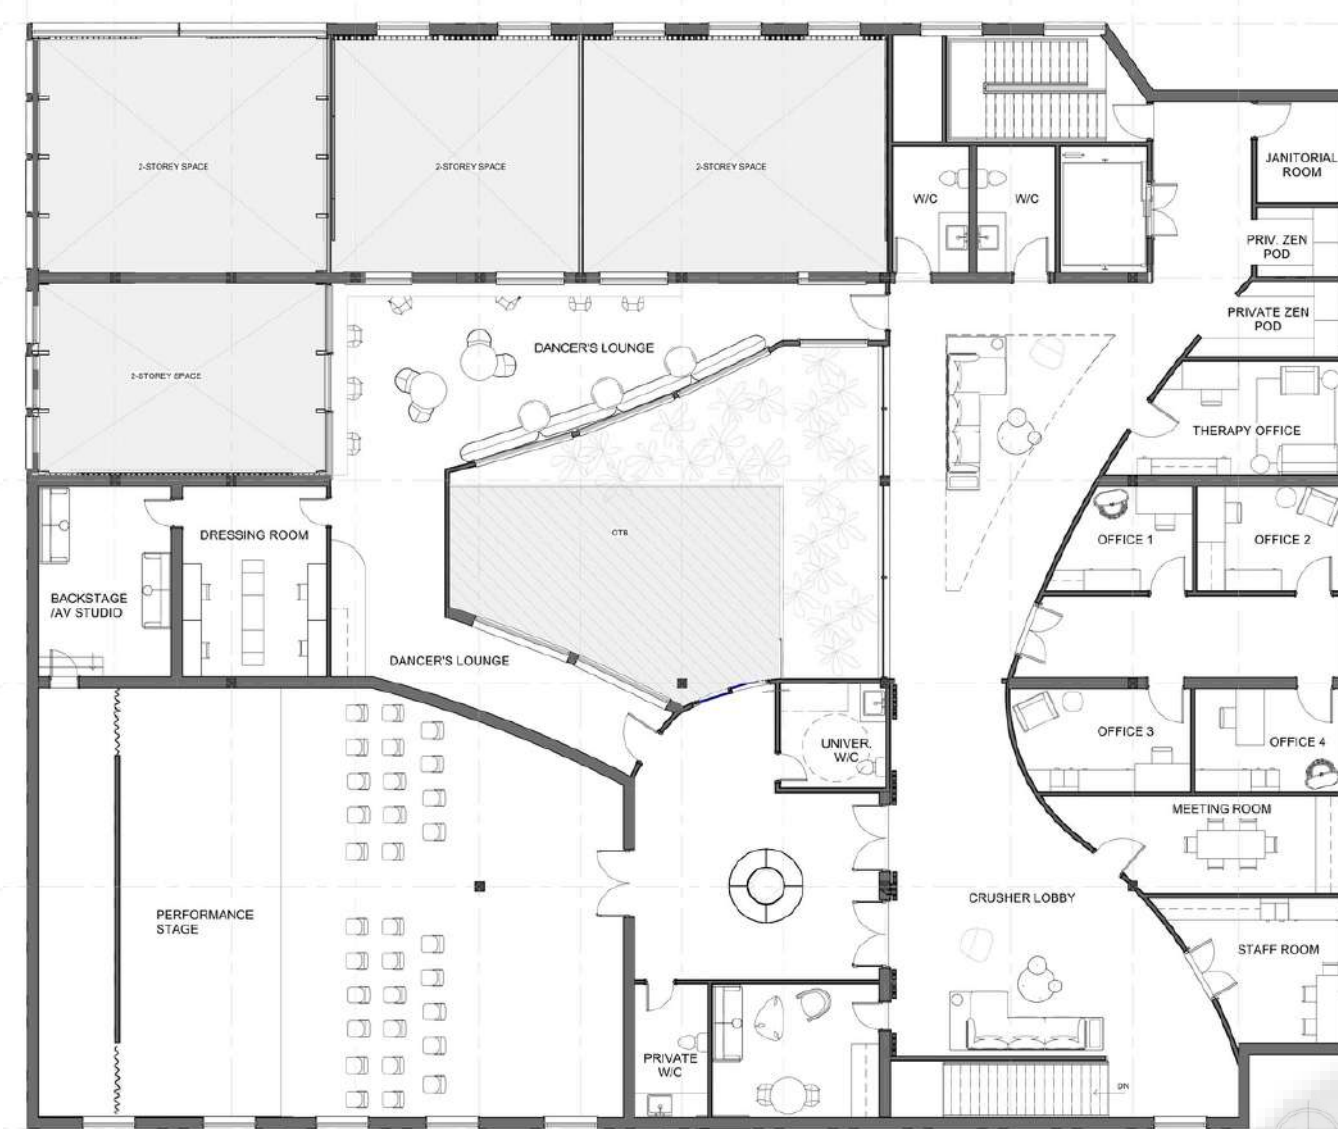 2-STOREY SPACE
2-STOREY SPACE
2-STOREY SPACE
W/C
W/C
JANITORIAL
ROOM
PRIV. ZEN
POD
PRIVATE ZEN
POD
DANCER'S LOUNGE
2-STOREY SPACE
THERAPY OFFICE
DRESSING ROOM
OTB
OFFICE 1
OFFICE 2
BACKSTAGE
/AV STUDIO
DANCER'S LOUNGE
UNIVER.
W/C
OFFICE 3
OFFICE 4
MEETING ROOM
PERFORMANCE
STAGE
CRUSHER LOBBY
STAFF ROOM
PRIVATE
W/C
DN